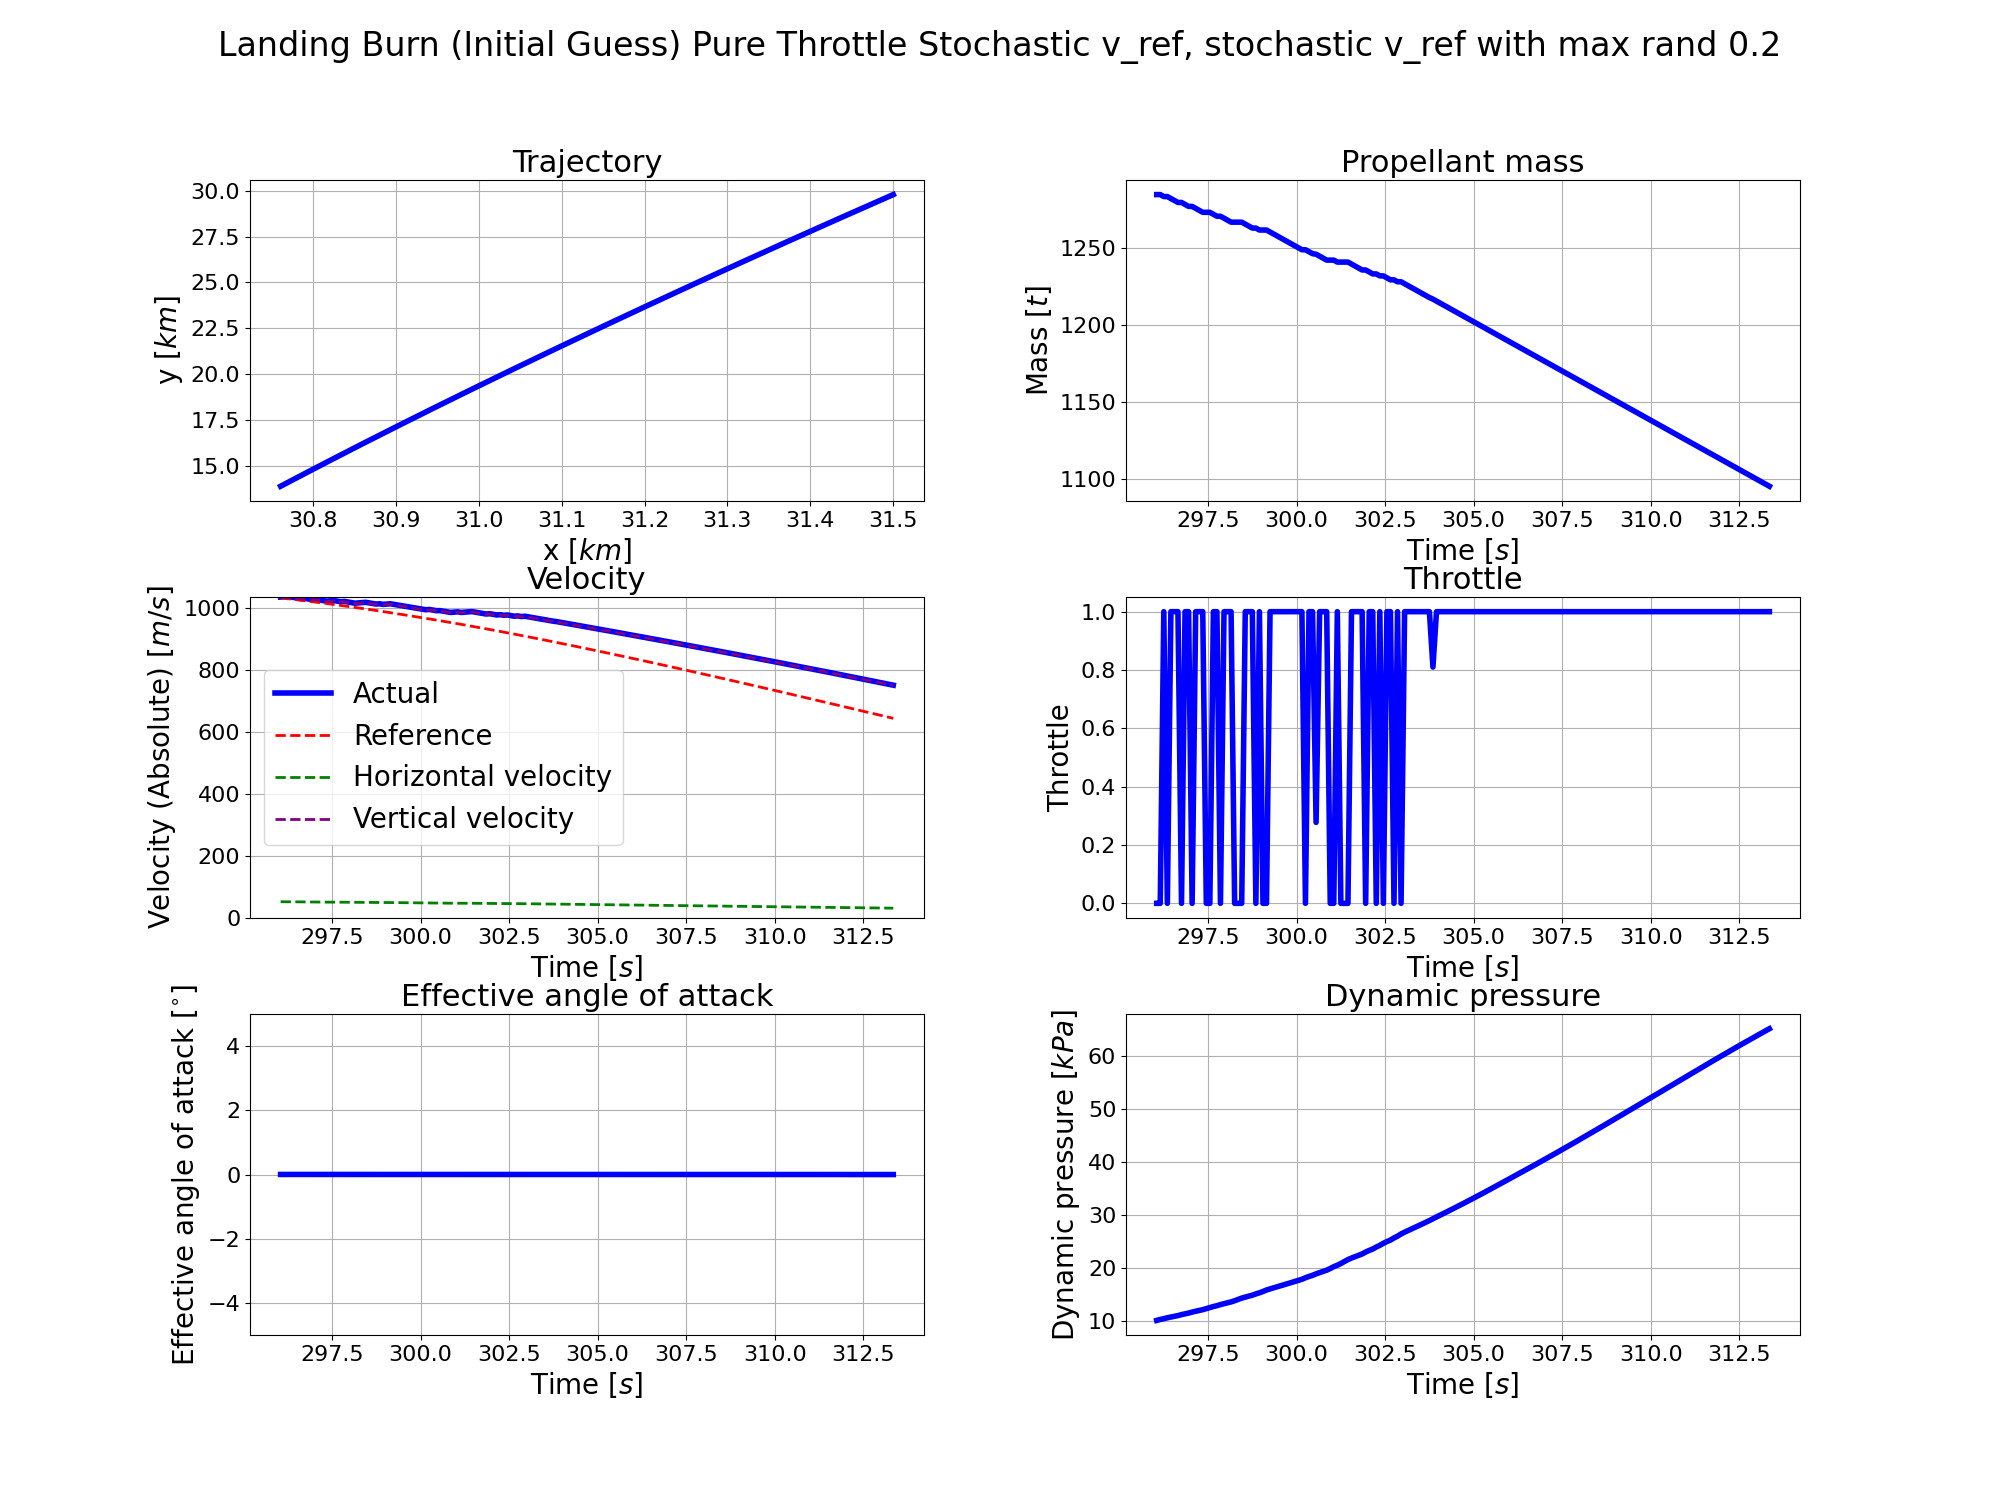 Landing Burn (Initial Guess) Pure Throttle Stochastic v_ref, stochastic v_ref with max rand 0.2
Trajectory
y [km]
30.0
27.5
25.0
22.5
20.0
17.5
15.0
30.8 30.9 31.0 31.1 31.2 31.3 31.4 31.5
x [km]
Propellant mass
Mass [t]
1250
1200
1150
1100
297.5 300.0 302.5 305.0 307.5 310.0 312.5
Time [s]
Velocity
Velocity (Absolute) [m/s]
1000
800
600
400
200
0
Actual
Reference
Horizontal velocity
Vertical velocity
297.5 300.0 302.5 305.0 307.5 310.0 312.5
Time [s]
Throttle
Throttle
1.0
0.8
0.6
0.4
0.2
0.0
297.5 300.0 302.5 305.0 307.5 310.0 312.5
Time [s]
Effective angle of attack
Effective angle of attack [°]
4
2
0
−2
−4
297.5 300.0 302.5 305.0 307.5 310.0 312.5
Time [s]
Dynamic pressure
Dynamic pressure [kPa]
60
50
40
30
20
10
297.5 300.0 302.5 305.0 307.5 310.0 312.5
Time [s]